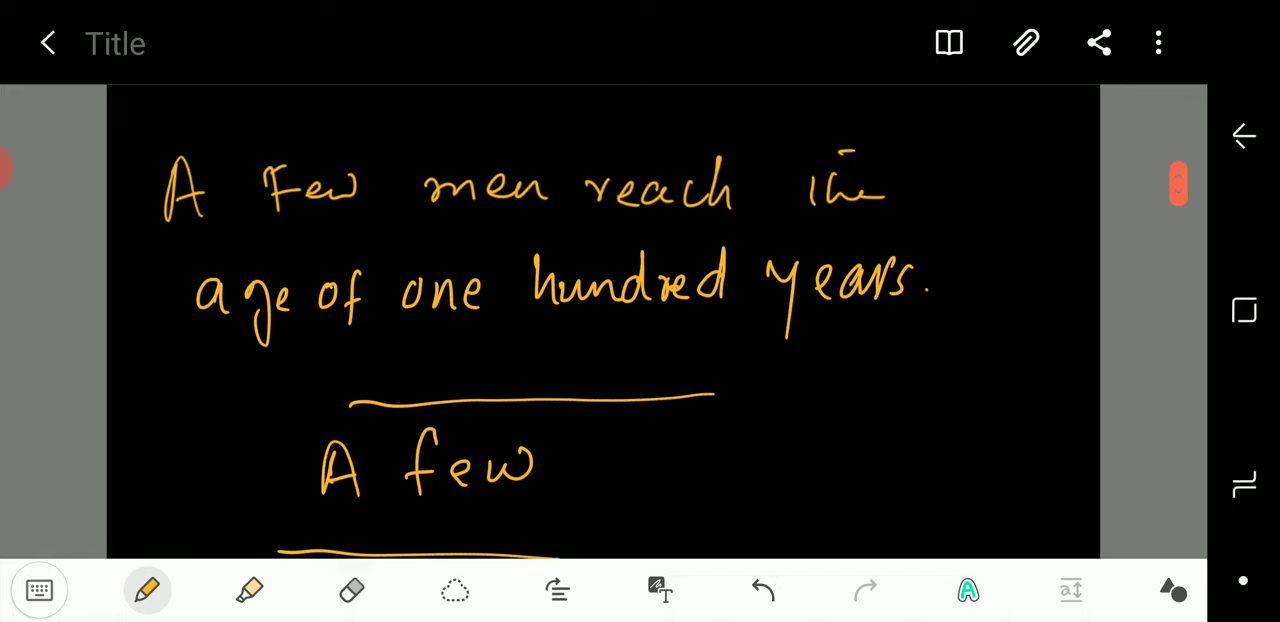 Title
A Few men reach the
age of one hundred years.
A few